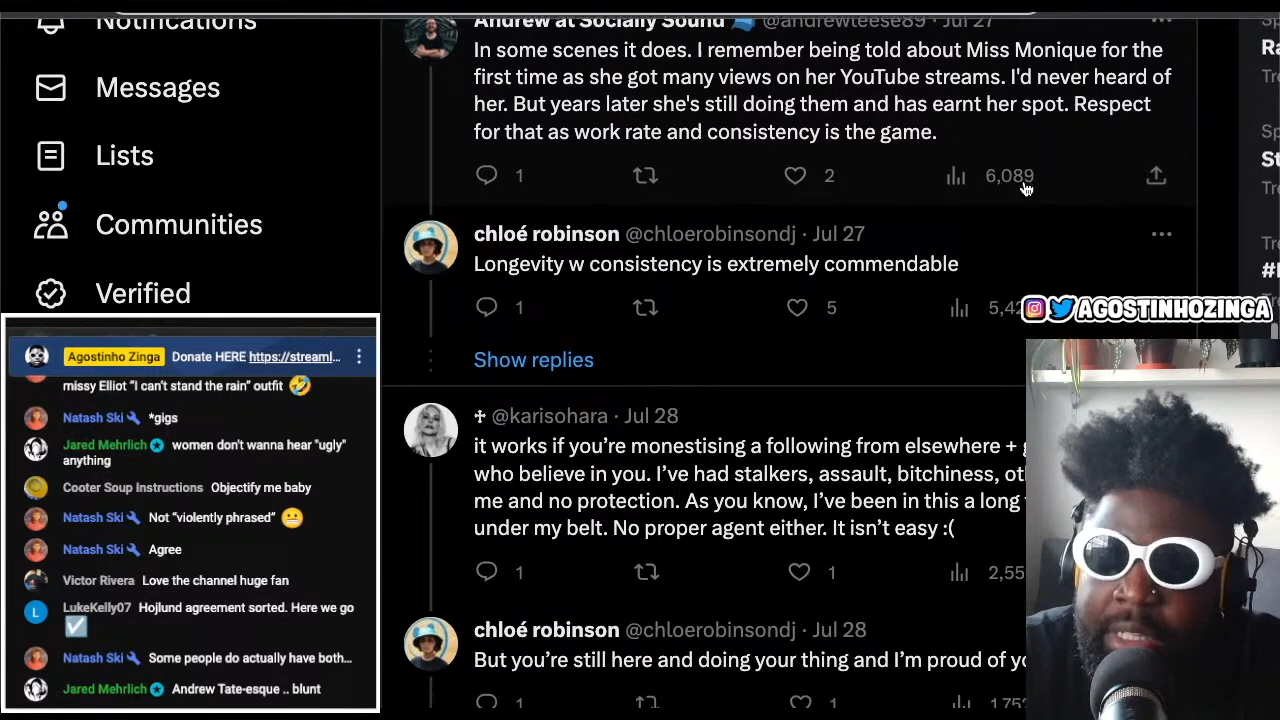 Notifications
Messages
Lists
Communities
Verified
Andrew at Socially Sound @andrewteese89 · Jul 27
In some scenes it does. I remember being told about Miss Monique for the
first time as she got many views on her YouTube streams. I'd never heard of
her. But years later she's still doing them and has earnt her spot. Respect
for that as work rate and consistency is the game.
1 2 6,089
chloé robinson @chloerobinsondj · Jul 27
Longevity w consistency is extremely commendable
1 5 5,42
Show replies
@karisohara · Jul 28
it works if you're monestising a following from elsewhere +
who believe in you. I've had stalkers, assault, bitchiness,
me and no protection. As you know, I've been in this a long
under my belt. No proper agent either. It isn't easy :(
1 1 2,55
chloé robinson @chloerobinsondj · Jul 28
But you're still here and doing your thing and I'm proud of
1 1
AGOSTINHOZINGA
Agostinho Zinga Donate HERE https://streaml...
missy Elliot "I can't stand the rain" outfit 🤣
Natash Ski *gigs
Jared Mehrlich women don't wanna hear "ugly"
anything
Cooter Soup Instructions Objectify me baby
Natash Ski Not "violently phrased" 😬
Natash Ski Agree
Victor Rivera Love the channel huge fan
L LukeKelly07 Hojlund agreement sorted. Here we go
☑️
Natash Ski Some people do actually have both...
Jared Mehrlich Andrew Tate-esque .. blunt